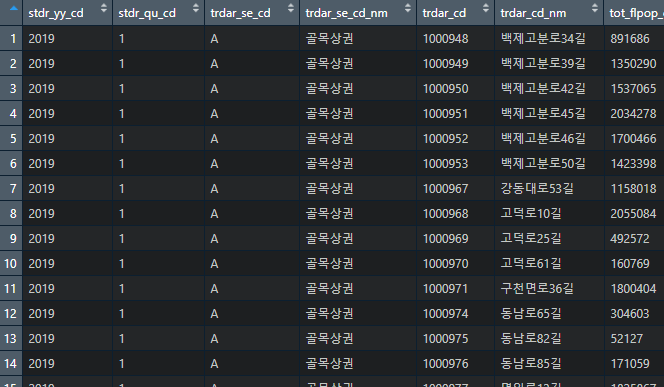 stdr_yy_cd stdr_qu_cd trdar_se_cd trdar_se_cd_nm trdar_cd trdar_cd_nm tot_flpop_
1 2019 1 A 골목상권 1000948 백제고분로34길 891686
2 2019 1 A 골목상권 1000949 백제고분로39길 1350290
3 2019 1 A 골목상권 1000950 백제고분로42길 1537065
4 2019 1 A 골목상권 1000951 백제고분로45길 2034278
5 2019 1 A 골목상권 1000952 백제고분로46길 1700466
6 2019 1 A 골목상권 1000953 백제고분로50길 1423398
7 2019 1 A 골목상권 1000967 강동대로53길 1158018
8 2019 1 A 골목상권 1000968 고덕로10길 2055084
9 2019 1 A 골목상권 1000969 고덕로25길 492572
10 2019 1 A 골목상권 1000970 고덕로61길 160769
11 2019 1 A 골목상권 1000971 구천면로36길 1800404
12 2019 1 A 골목상권 1000974 동남로65길 304603
13 2019 1 A 골목상권 1000975 동남로82길 52127
14 2019 1 A 골목상권 1000976 동남로85길 171059